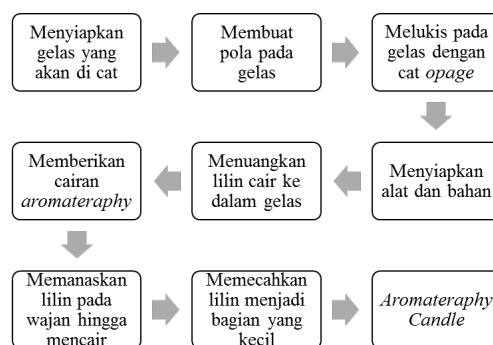 Menyiapkan
gelas yang
akan di cat
Membuat
pola pada
gelas
Melukis pada
gelas dengan
cat opage
Menyiapkan
alat dan bahan
Menuangkan
lilin cair ke
dalam gelas
Memberikan
cairan
aromateraphy
Memanaskan
lilin pada
wajan hingga
mencair
Memecahkan
lilin menjadi
bagian yang
kecil
Aromateraphy
Candle